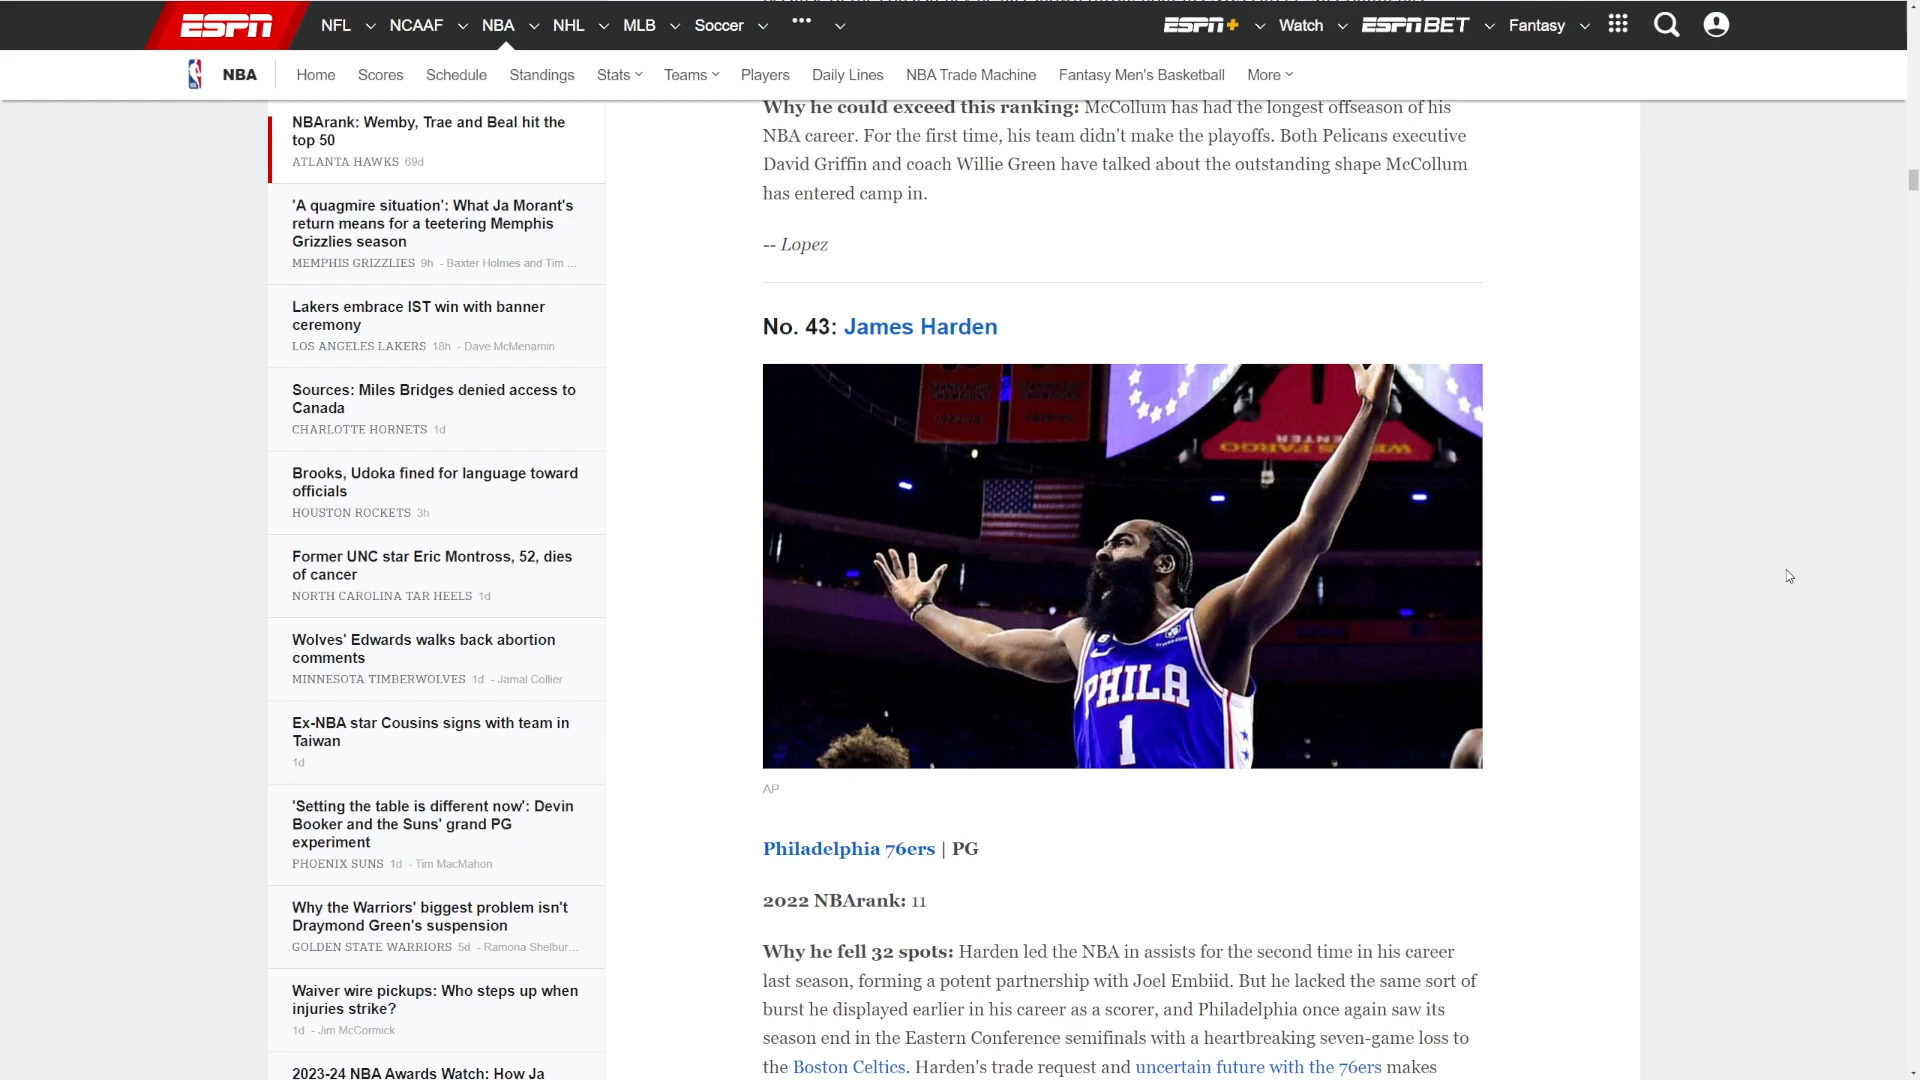 ESPN NFL NCAAF NBA NHL MLB Soccer ••• ESPN+ Watch ESPN BET Fantasy
NBA Home Scores Schedule Standings Stats Teams Players Daily Lines NBA Trade Machine Fantasy Men's Basketball More
NBArank: Wemby, Trae and Beal hit the
top 50
ATLANTA HAWKS 69d
'A quagmire situation': What Ja Morant's
return means for a teetering Memphis
Grizzlies season
MEMPHIS GRIZZLIES 9h - Baxter Holmes and Tim ...
Lakers embrace IST win with banner
ceremony
LOS ANGELES LAKERS 18h - Dave McMenamin
Sources: Miles Bridges denied access to
Canada
CHARLOTTE HORNETS 1d
Brooks, Udoka fined for language toward
officials
HOUSTON ROCKETS 3h
Former UNC star Eric Montross, 52, dies
of cancer
NORTH CAROLINA TAR HEELS 1d
Wolves' Edwards walks back abortion
comments
MINNESOTA TIMBERWOLVES 1d - Jamal Collier
Ex-NBA star Cousins signs with team in
Taiwan
1d
'Setting the table is different now': Devin
Booker and the Suns' grand PG
experiment
PHOENIX SUNS 1d - Tim MacMahon
Why the Warriors' biggest problem isn't
Draymond Green's suspension
GOLDEN STATE WARRIORS 5d - Ramona Shelbur...
Waiver wire pickups: Who steps up when
injuries strike?
1d - Jim McCormick
2023-24 NBA Awards Watch: How Ja
Why he could exceed this ranking: McCollum has had the longest offseason of his
NBA career. For the first time, his team didn't make the playoffs. Both Pelicans executive
David Griffin and coach Willie Green have talked about the outstanding shape McCollum
has entered camp in.
-- Lopez
No. 43: James Harden
WELLS FARGO
CENTER
PHILA
1
AP
Philadelphia 76ers | PG
2022 NBArank: 11
Why he fell 32 spots: Harden led the NBA in assists for the second time in his career
last season, forming a potent partnership with Joel Embiid. But he lacked the same sort of
burst he displayed earlier in his career as a scorer, and Philadelphia once again saw its
season end in the Eastern Conference semifinals with a heartbreaking seven-game loss to
the Boston Celtics. Harden's trade request and uncertain future with the 76ers makes